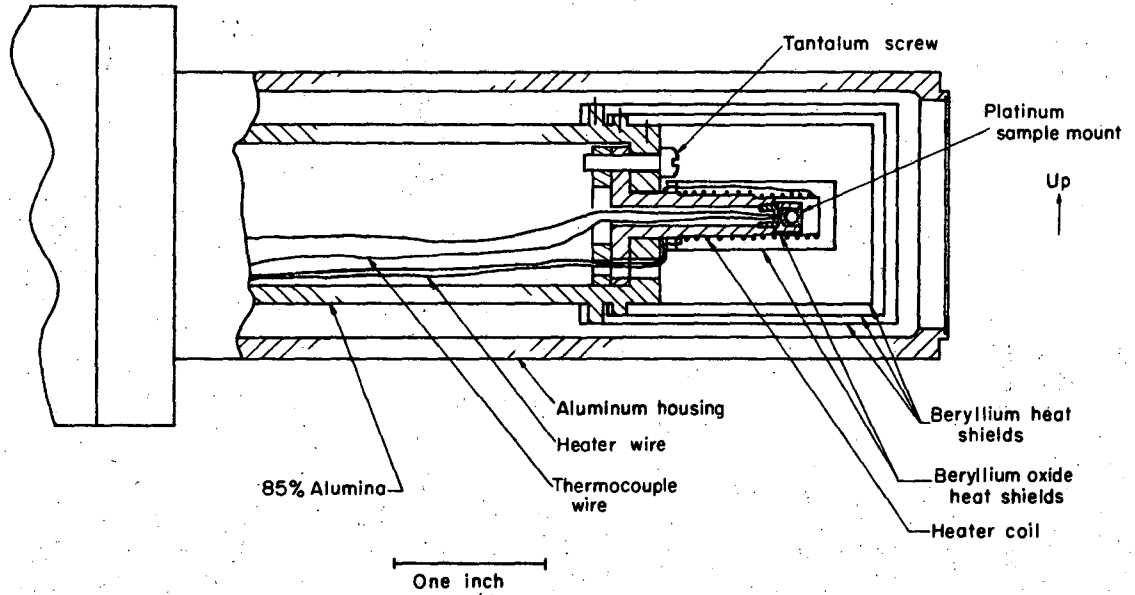 Tantalum screw
Platinum
sample mount
Up
Aluminum housing
Heater wire
85% Alumina
Thermocouple
wire
Beryllium heat
shields
Beryllium oxide
heat shields
Heater coil
One inch